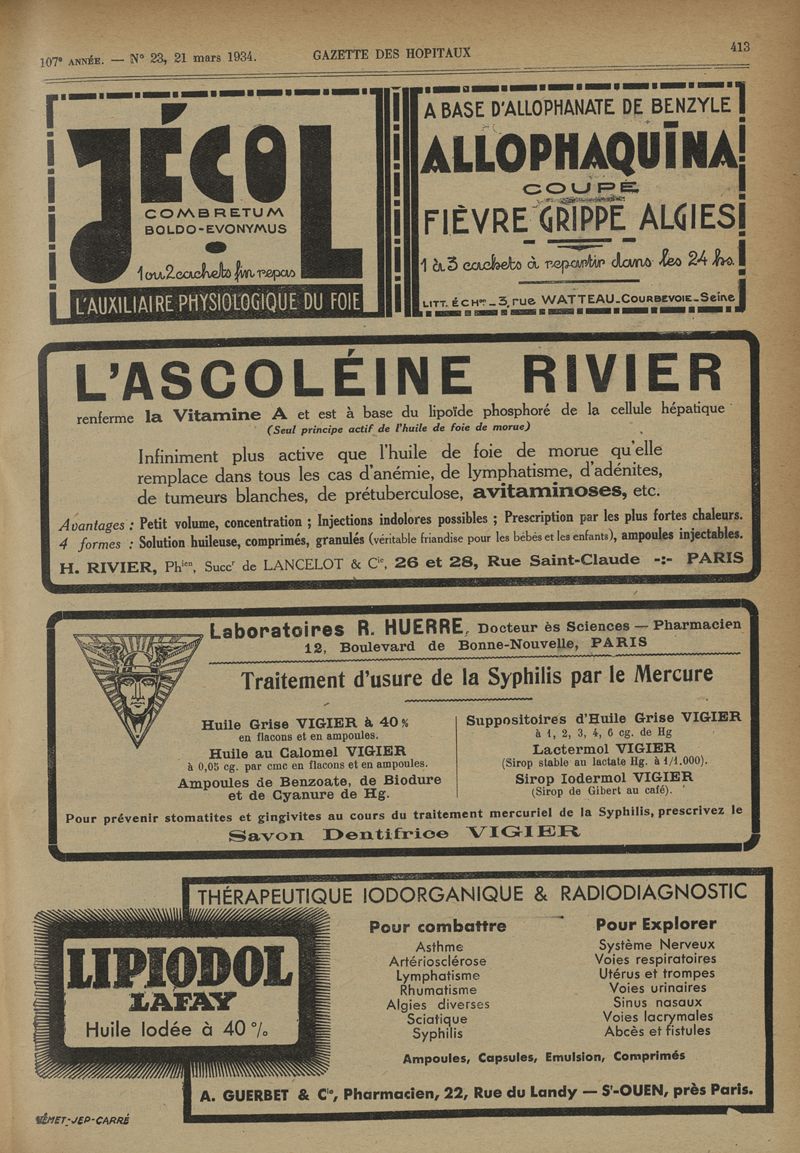 107e ANNÉE. — N° 23, 21 mars 1934.
GAZETTE DES HOPITAUX
413
JÉCOL
COMBRETUM
BOLDO-EVONYMUS
1 ou 2 cachets fin repas
L'AUXILIAIRE PHYSIOLOGIQUE DU FOIE
A BASE D'ALLOPHANATE DE BENZYLE
ALLOPHAQUÏNA
COUPE
FIÈVRE GRIPPE ALGIES
1 à 3 cachets à repartir dans les 24 hs.
LITT. ÉCHons _ 3, rue WATTEAU_COURBEVOIE_Seine
L'ASCOLÉINE RIVIER
renferme la Vitamine A et est à base du lipoïde phosphoré de la cellule hépatique
(Seul principe actif de l'huile de foie de morue)
Infiniment plus active que l'huile de foie de morue qu'elle
remplace dans tous les cas d'anémie, de lymphatisme, d'adénites,
de tumeurs blanches, de prétuberculose, avitaminoses, etc.
Avantages : Petit volume, concentration ; Injections indolores possibles ; Prescription par les plus fortes chaleurs.
4 formes : Solution huileuse, comprimés, granulés (véritable friandise pour les bébés et les enfants), ampoules injectables.
H. RIVIER, Phien, Succr de LANCELOT & Cie, 26 et 28, Rue Saint-Claude -:- PARIS
Laboratoires R. HUERRE, Docteur ès Sciences — Pharmacien
12, Boulevard de Bonne-Nouvelle, PARIS
Traitement d'usure de la Syphilis par le Mercure
Huile Grise VIGIER à 40 %
en flacons et en ampoules.
Huile au Calomel VIGIER
à 0,05 cg. par cmc en flacons et en ampoules.
Ampoules de Benzoate, de Biodure
et de Cyanure de Hg.
Suppositoires d'Huile Grise VIGIER
à 1, 2, 3, 4, 6 cg. de Hg
Lactermol VIGIER
(Sirop stable au lactate Hg. à 1/1.000).
Sirop Iodermol VIGIER
(Sirop de Gibert au café).
Pour prévenir stomatites et gingivites au cours du traitement mercuriel de la Syphilis, prescrivez le
Savon Dentifrice VIGIER
THÉRAPEUTIQUE IODORGANIQUE & RADIODIAGNOSTIC
LIPIODOL
LAFAY
Huile Iodée à 40 %
Pour combattre
Asthme
Artériosclérose
Lymphatisme
Rhumatisme
Algies diverses
Sciatique
Syphilis
Pour Explorer
Système Nerveux
Voies respiratoires
Utérus et trompes
Voies urinaires
Sinus nasaux
Voies lacrymales
Abcès et fistules
Ampoules, Capsules, Emulsion, Comprimés
A. GUERBET & Cie, Pharmacien, 22, Rue du Landy — St-OUEN, près Paris.
NÉMET-JEP-CARRÉ